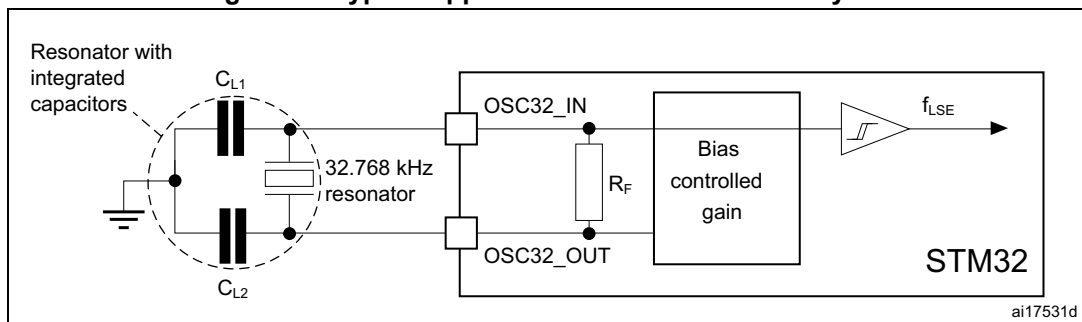 Resonator with
integrated
capacitors
CL1
OSC32_IN
fLSE
32.768 kHz
resonator
RF
Bias
controlled
gain
OSC32_OUT
STM32
CL2
ai17531d